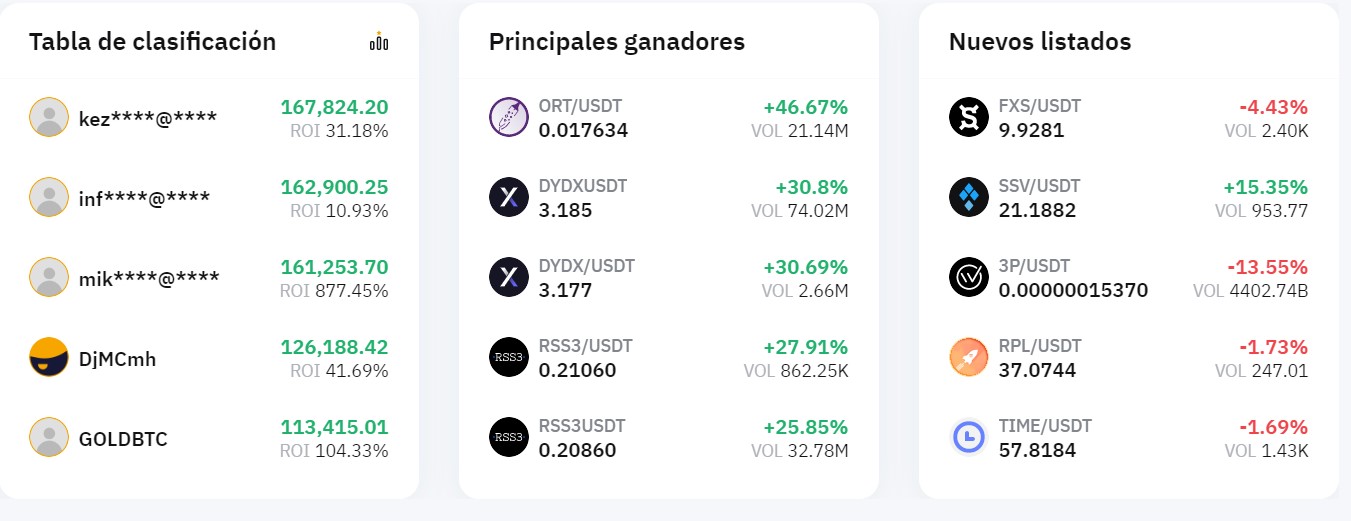 Tabla de clasificación
kez****@****
167,824.20
ROI 31.18%
inf****@****
162,900.25
ROI 10.93%
mik****@****
161,253.70
ROI 877.45%
DjMCmh
126,188.42
ROI 41.69%
GOLDBTC
113,415.01
ROI 104.33%
Principales ganadores
ORT/USDT
+46.67%
0.017634
VOL 21.14M
DYDXUSDT
+30.8%
3.185
VOL 74.02M
DYDX/USDT
+30.69%
3.177
VOL 2.66M
RSS3
RSS3/USDT
+27.91%
0.21060
VOL 862.25K
RSS3
RSS3USDT
+25.85%
0.20860
VOL 32.78M
Nuevos listados
FXS/USDT
-4.43%
9.9281
VOL 2.40K
SSV/USDT
+15.35%
21.1882
VOL 953.77
3P/USDT
-13.55%
0.00000015370
VOL 4402.74B
RPL/USDT
-1.73%
37.0744
VOL 247.01
TIME/USDT
-1.69%
57.8184
VOL 1.43K